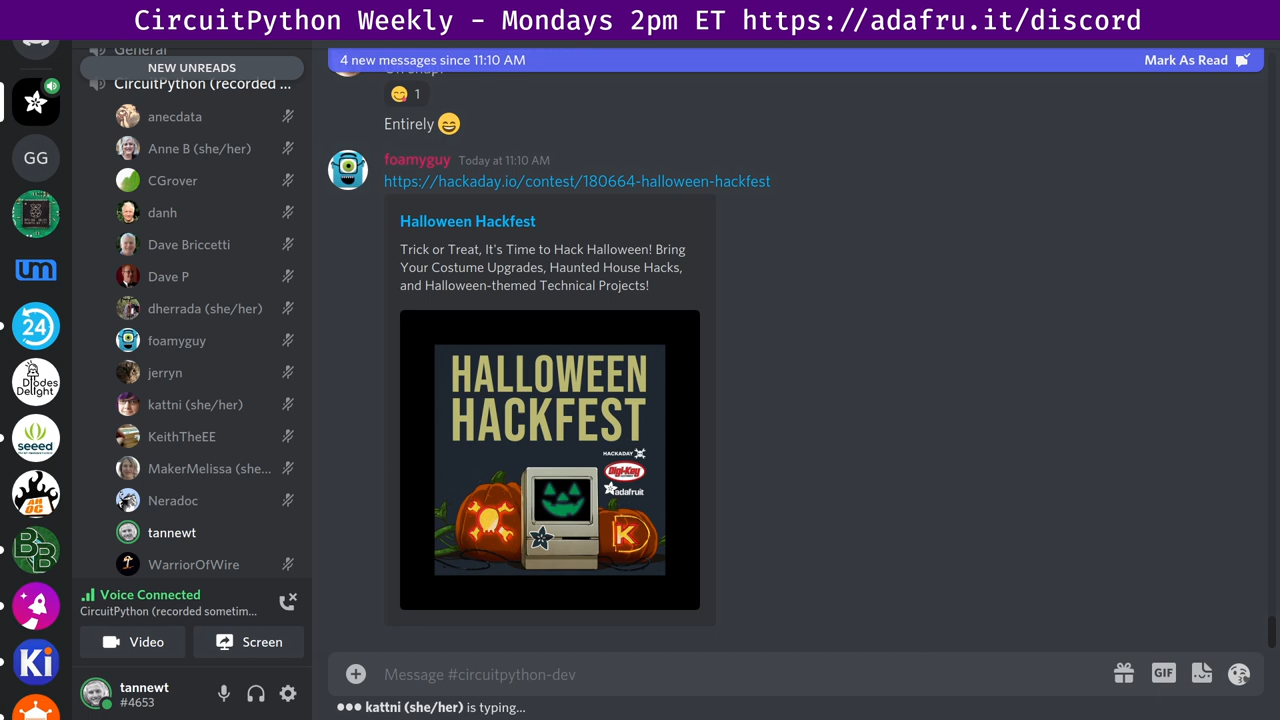 CircuitPython Weekly - Mondays 2pm ET https://adafru.it/discord
General
NEW UNREADS
CircuitPython (recorded ...
anecdata
Anne B (she/her)
CGrover
danh
Dave Briccetti
Dave P
dherrada (she/her)
foamyguy
jerryn
kattni (she/her)
KeithTheEE
MakerMelissa (she...
Neradoc
tannewt
WarriorOfWire
Voice Connected
CircuitPython (recorded sometim...
Video
Screen
tannewt
#4653
GG
um
24
Diodes
Delight
seeed
BB
Ki
4 new messages since 11:10 AM
Mark As Read
1
Entirely 😄
foamyguy Today at 11:10 AM
https://hackaday.io/contest/180664-halloween-hackfest
Halloween Hackfest
Trick or Treat, It's Time to Hack Halloween! Bring
Your Costume Upgrades, Haunted House Hacks,
and Halloween-themed Technical Projects!
HALLOWEEN
HACKFEST
HACKADAY
Digi-Key
adafruit
K
Message #circuitpython-dev
GIF
kattni (she/her) is typing...